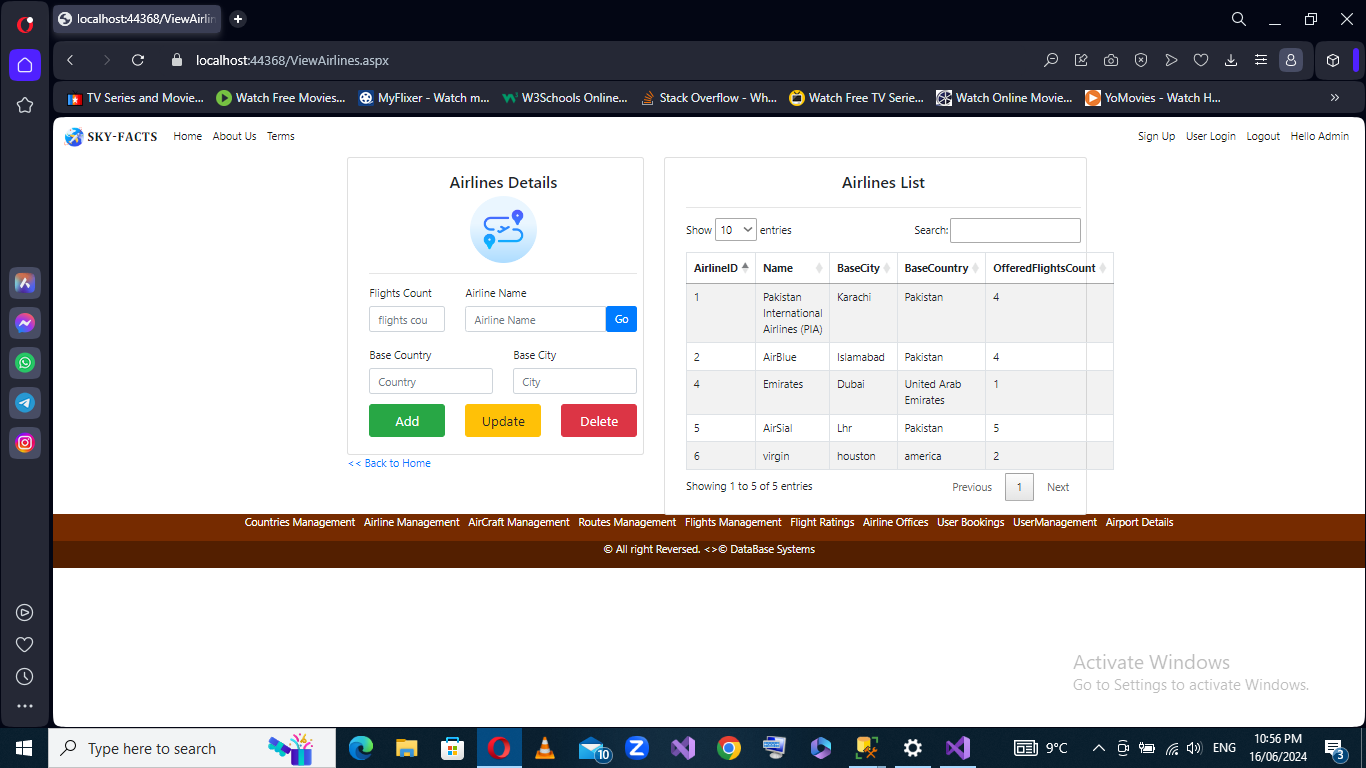 localhost:44368/ViewAirlin
localhost:44368/ViewAirlines.aspx
TV Series and Movie... Watch Free Movies... MyFlixer - Watch m... W3Schools Online... Stack Overflow - Wh... Watch Free TV Serie... Watch Online Movie... YoMovies - Watch H...
SKY-FACTS Home About Us Terms Sign Up User Login Logout Hello Admin
Airlines Details
Flights Count Airline Name
flights cou Airline Name Go
Base Country Base City
Country City
Add Update Delete
<< Back to Home
Airlines List
Show 10 entries Search:
AirlineID Name BaseCity BaseCountry OfferedFlightsCount
1 Pakistan International Airlines (PIA) Karachi Pakistan 4
2 AirBlue Islamabad Pakistan 4
4 Emirates Dubai United Arab Emirates 1
5 AirSial Lhr Pakistan 5
6 virgin houston america 2
Showing 1 to 5 of 5 entries Previous 1 Next
Countries Management Airline Management AirCraft Management Routes Management Flights Management Flight Ratings Airline Offices User Bookings UserManagement Airport Details
© All right Reversed. <>© DataBase Systems
Activate Windows
Go to Settings to activate Windows.
Type here to search 10 9°C ENG 10:56 PM
16/06/2024 3